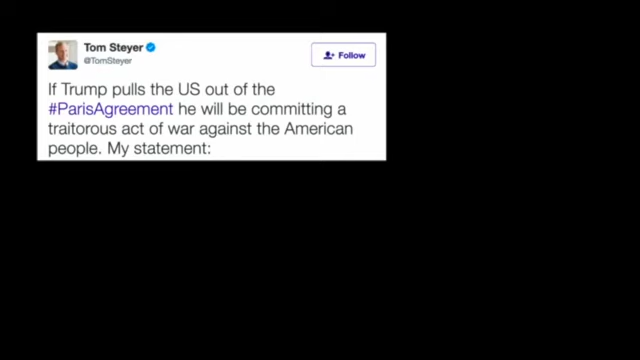 Tom Steyer
@TomSteyer
Follow
If Trump pulls the US out of the
#ParisAgreement he will be committing a
traitorous act of war against the American
people. My statement: